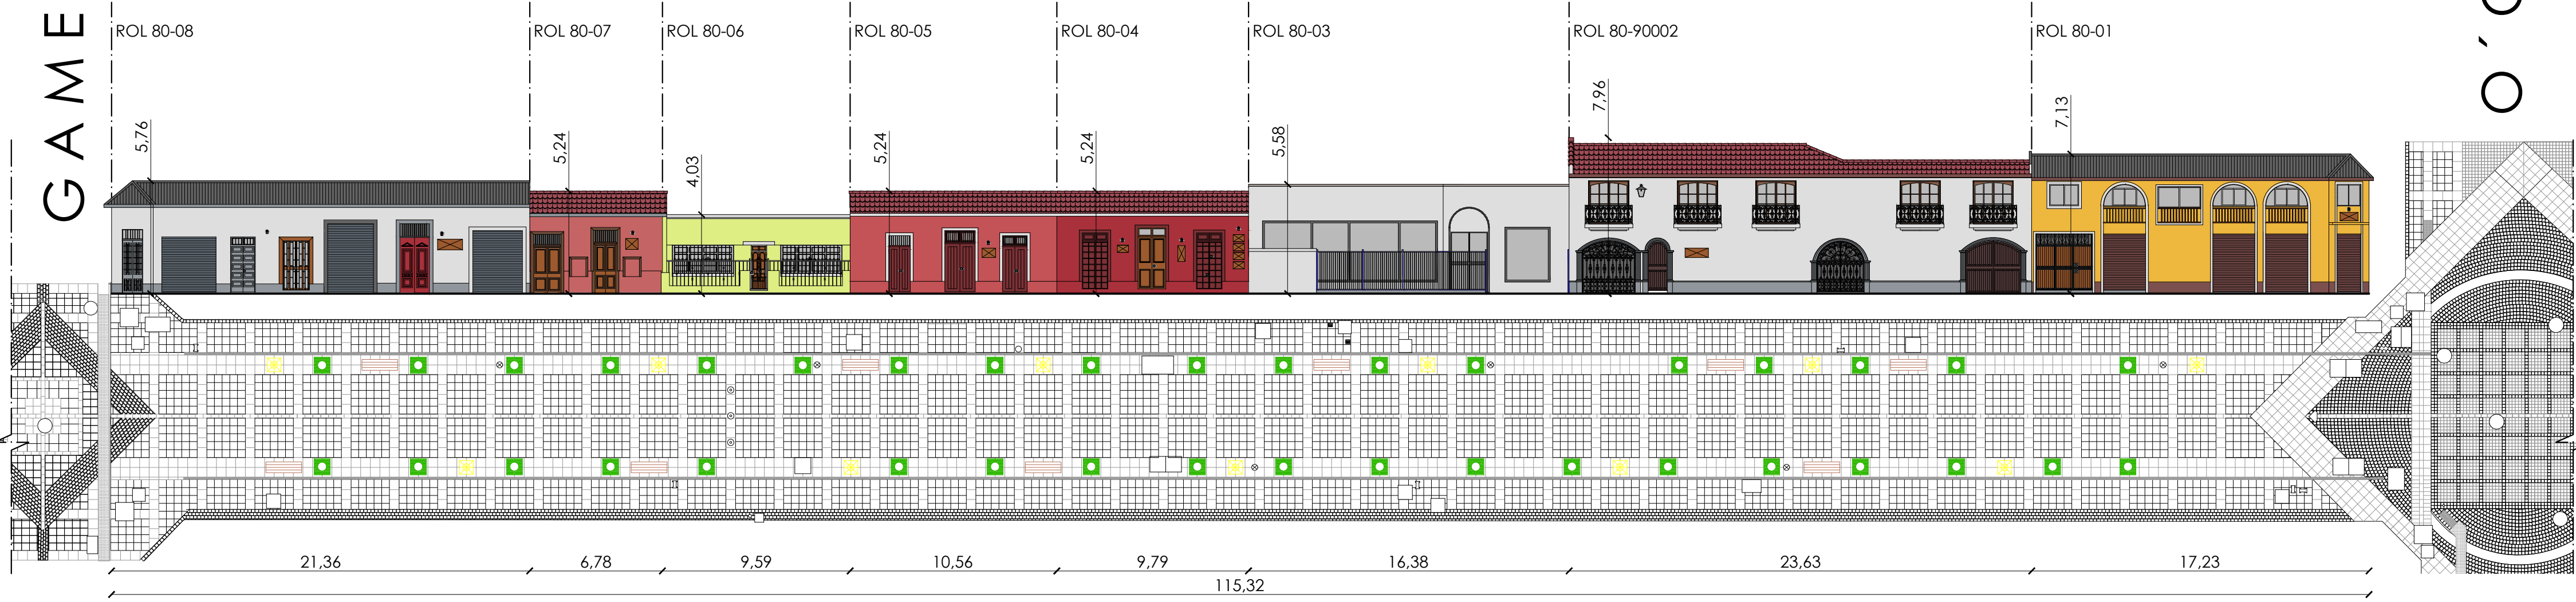 GAME
O´O
ROL 80-08
ROL 80-07
ROL 80-06
ROL 80-05
ROL 80-04
ROL 80-03
ROL 80-90002
ROL 80-01
5,76
5,24
4,03
5,24
5,24
5,58
7,96
7,13
21,36
6,78
9,59
10,56
9,79
16,38
23,63
17,23
115,32